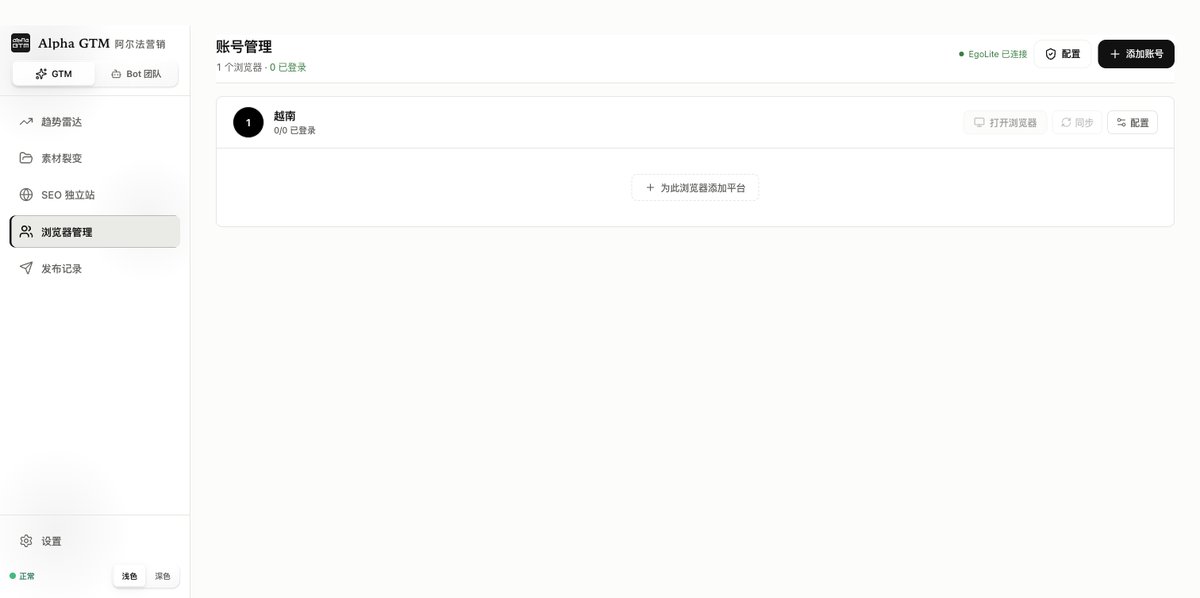 Alpha GTM 阿尔法营销
GTM
Bot 团队
趋势雷达
素材裂变
SEO 独立站
浏览器管理
发布记录
设置
正常
浅色
深色
账号管理
1 个浏览器 · 0 已登录
EgoLite 已连接
配置
添加账号
1
越南
0/0 已登录
打开浏览器
同步
配置
为此浏览器添加平台